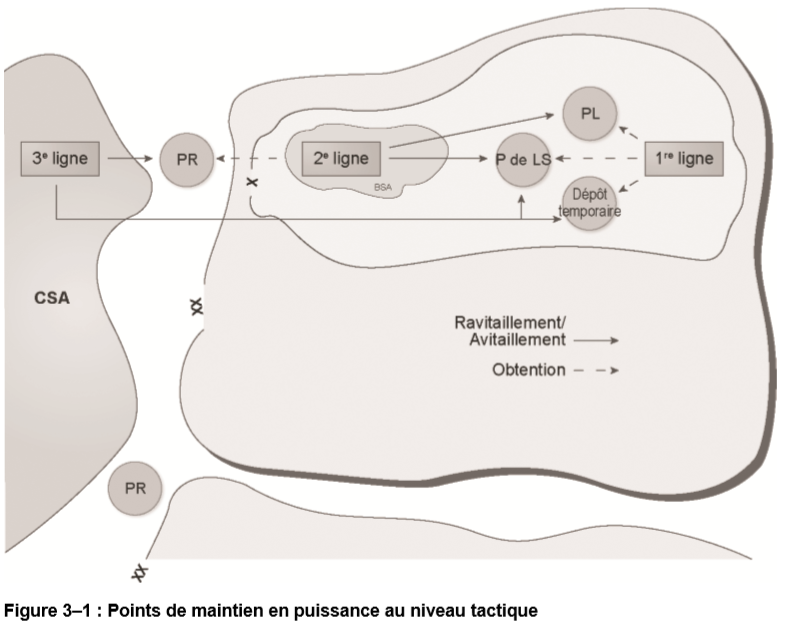 PL
3e ligne
PR
2e ligne
P de LS
1re ligne
BSA
X
Dépôt
temporaire
CSA
XX
Ravitaillement/
Avitaillement
Obtention
PR
XX
Figure 3–1 : Points de maintien en puissance au niveau tactique